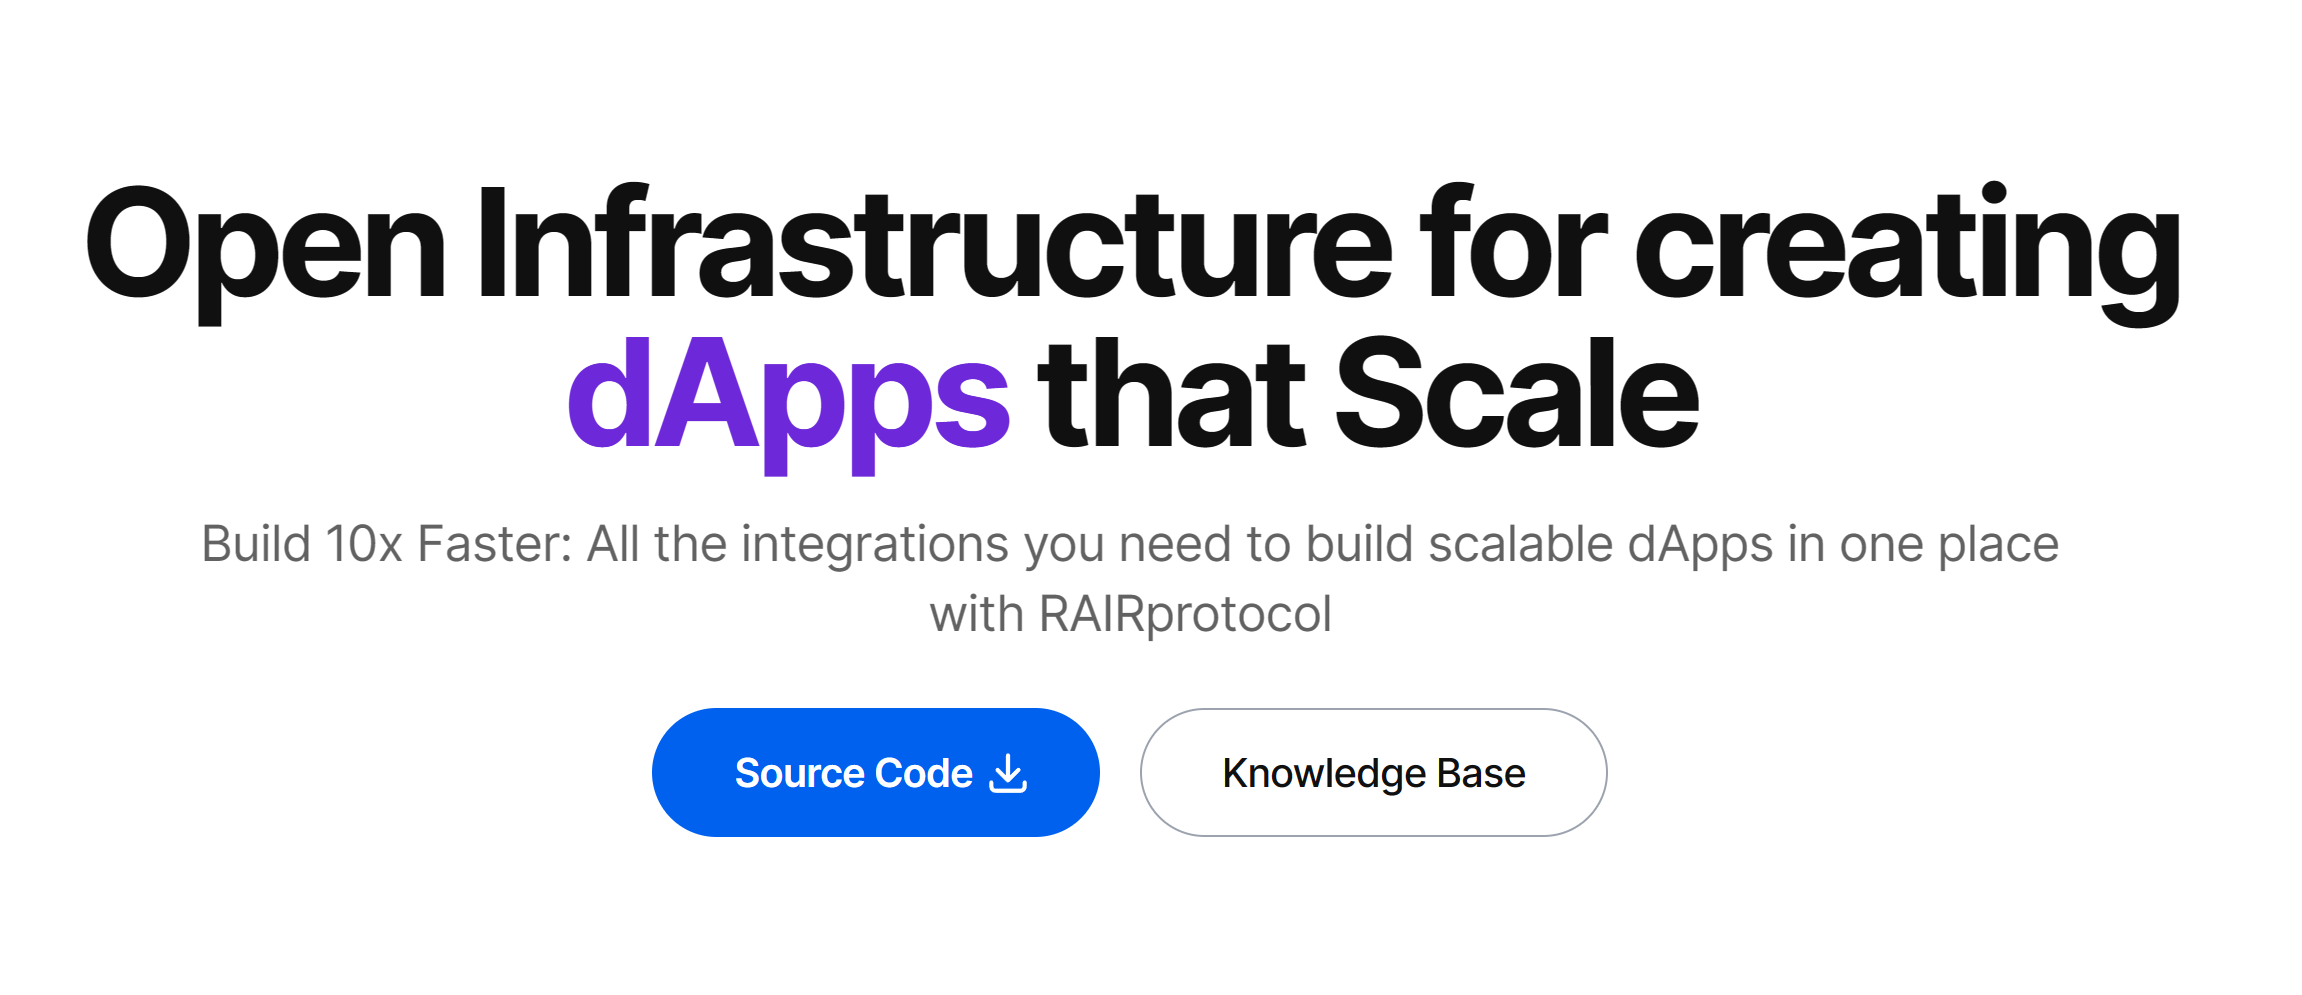 Open Infrastructure for creating
dApps that Scale
Build 10x Faster: All the integrations you need to build scalable dApps in one place
with RAIRprotocol
Source Code
Knowledge Base